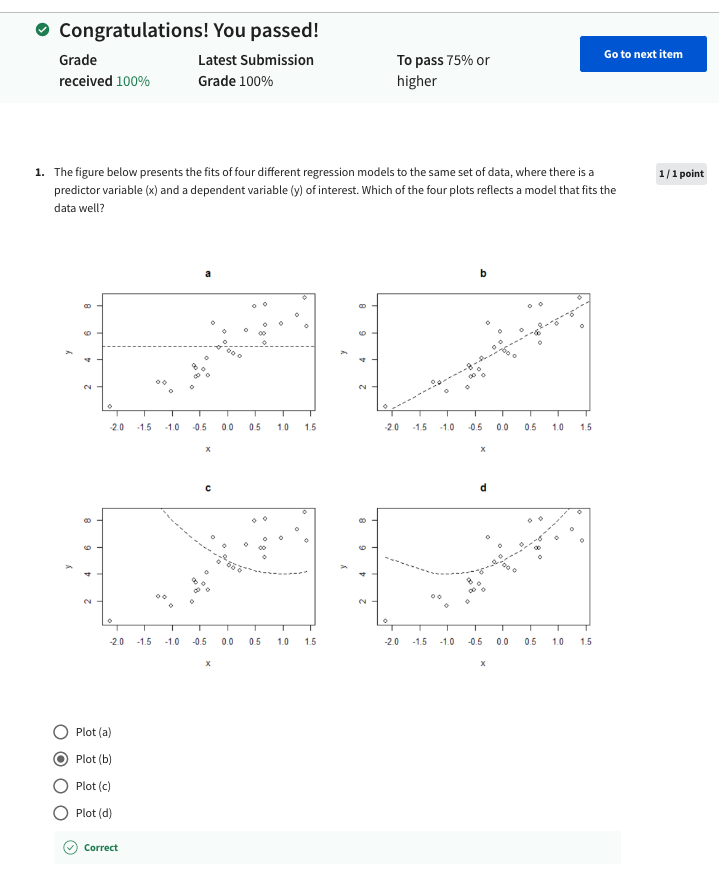 Congratulations! You passed!
Grade
received 100%
Latest Submission
Grade 100%
To pass 75% or
higher
Go to next item
1. The figure below presents the fits of four different regression models to the same set of data, where there is a
predictor variable (x) and a dependent variable (y) of interest. Which of the four plots reflects a model that fits the
data well?
1 / 1 point
a
y
2 4 6 8
-2.0 -1.5 -1.0 -0.5 0.0 0.5 1.0 1.5
x
b
y
2 4 6 8
-2.0 -1.5 -1.0 -0.5 0.0 0.5 1.0 1.5
x
c
y
2 4 6 8
-2.0 -1.5 -1.0 -0.5 0.0 0.5 1.0 1.5
x
d
y
2 4 6 8
-2.0 -1.5 -1.0 -0.5 0.0 0.5 1.0 1.5
x
Plot (a)
Plot (b)
Plot (c)
Plot (d)
Correct